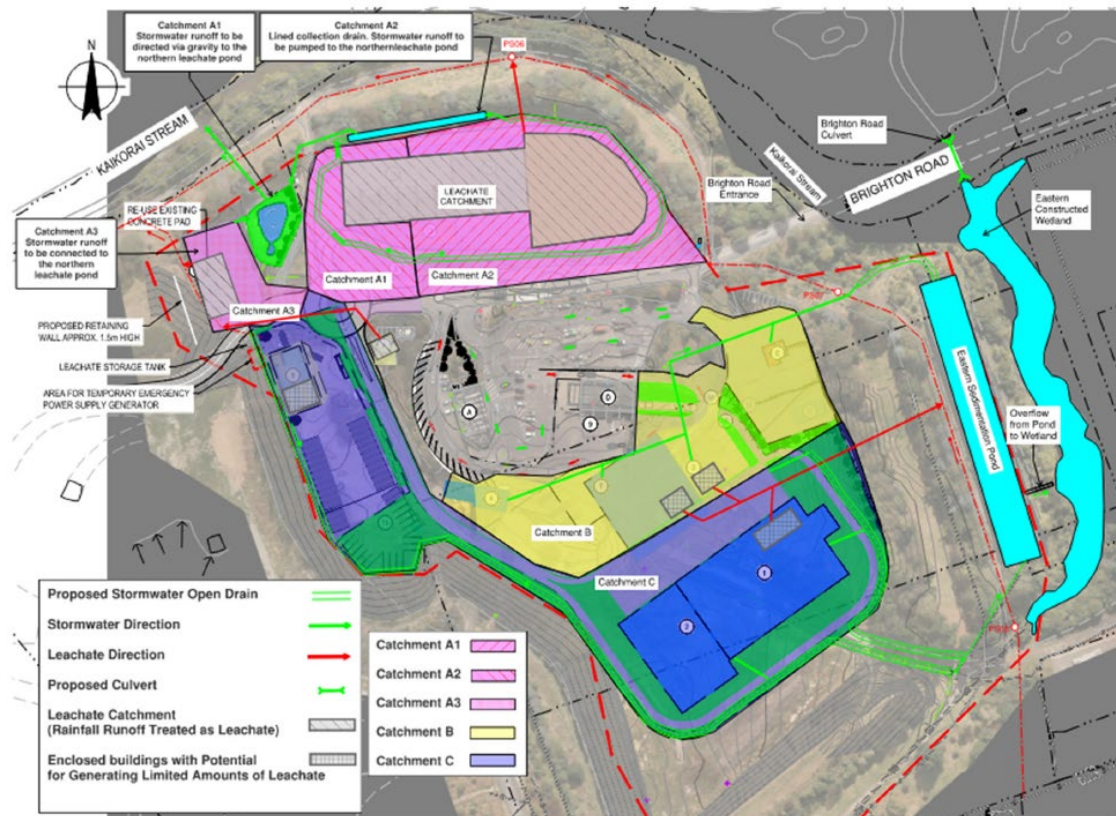 Catchment A1
Stormwater runoff to be
directed via gravity to the
northern leachate pond
Catchment A2
Lined collection drain. Stormwater runoff to
be pumped to the northernleachate pond
N
PS06
KAIKORAI STREAM
Brighton Road
Culvert
BRIGHTON ROAD
Kaikorai Stream
Brighton Road
Entrance
Eastern
Constructed
Wetland
RE-USE EXISTING
CONCRETE PAD
LEACHATE
CATCHMENT
Catchment A3
Stormwater runoff
to be connected to
the northern
leachate pond
Catchment A1
Catchment A2
Catchment A3
PROPOSED RETAINING
WALL APPROX. 1.5m HIGH
LEACHATE STORAGE TANK
AREA FOR TEMPORARY EMERGENCY
POWER SUPPLY GENERATOR
A
D
9
Eastern Sedimentation Pond
Overflow
from Pond
to Wetland
Catchment B
Catchment C
1
2
Proposed Stormwater Open Drain
Stormwater Direction
Leachate Direction
Proposed Culvert
Leachate Catchment
(Rainfall Runoff Treated as Leachate)
Enclosed buildings with Potential
for Generating Limited Amounts of Leachate
Catchment A1
Catchment A2
Catchment A3
Catchment B
Catchment C